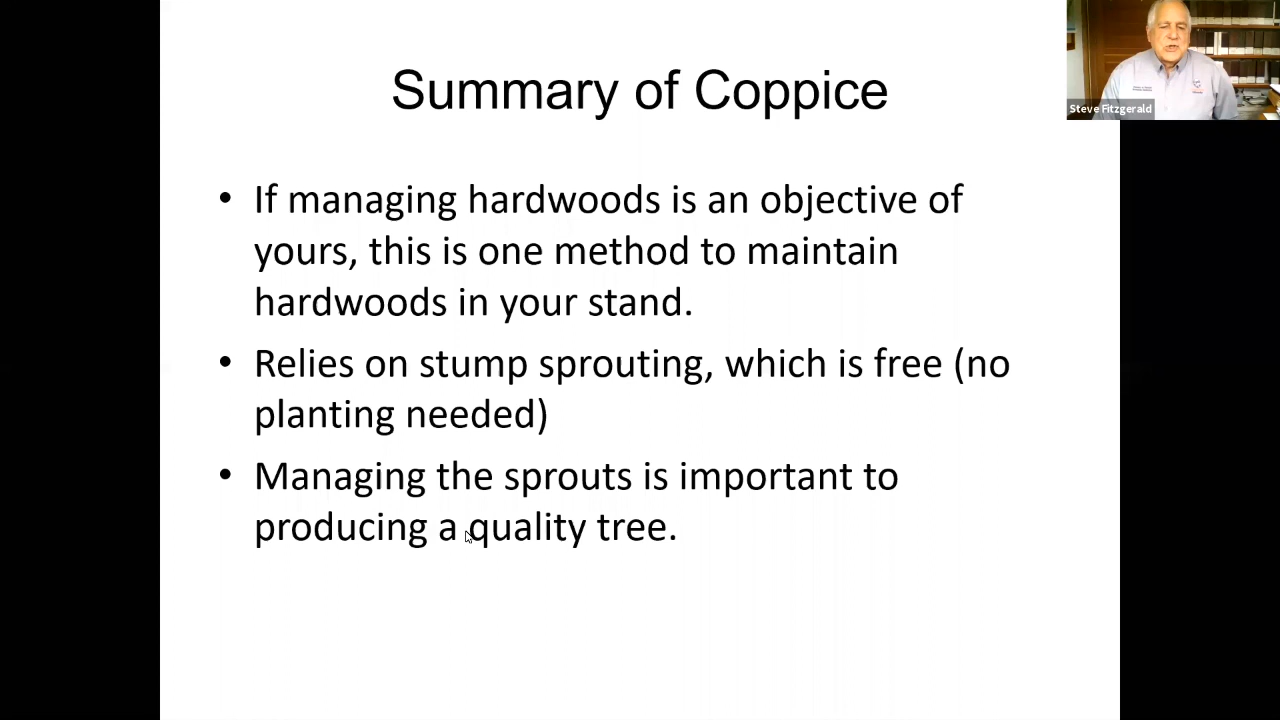 Summary of Coppice
Steve Fitzgerald
• If managing hardwoods is an objective of
yours, this is one method to maintain
hardwoods in your stand.
• Relies on stump sprouting, which is free (no
planting needed)
• Managing the sprouts is important to
producing a quality tree.